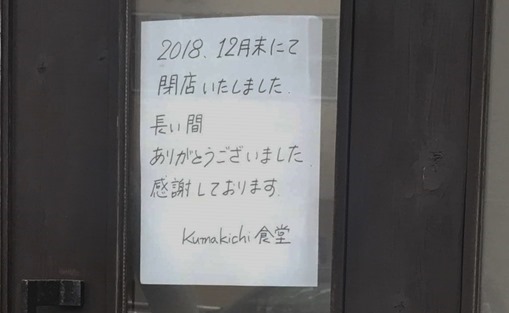 2018. 12月末にて
閉店いたしました.
長い間
ありがとうございました
感謝しております.
Kumakichi 食堂